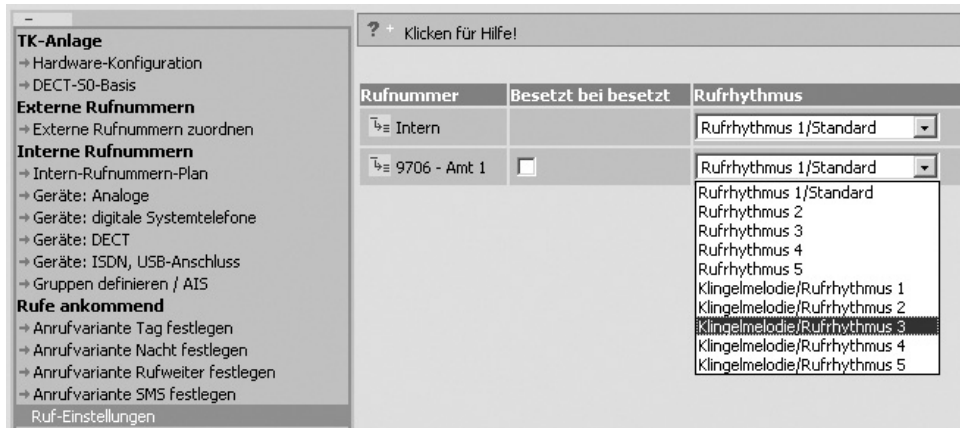 TK-Anlage
Hardware-Konfiguration
DECT-S0-Basis
Externe Rufnummern
Externe Rufnummern zuordnen
Interne Rufnummern
Intern-Rufnummern-Plan
Geräte: Analoge
Geräte: digitale Systemtelefone
Geräte: DECT
Geräte: ISDN, USB-Anschluss
Gruppen definieren / AIS
Rufe ankommend
Anrufvariante Tag festlegen
Anrufvariante Nacht festlegen
Anrufvariante Rufweiter festlegen
Anrufvariante SMS festlegen
Ruf-Einstellungen
? Klicken für Hilfe!
Rufnummer Besetzt bei besetzt Rufrhythmus
Intern Rufrhythmus 1/Standard
9706 - Amt 1 Rufrhythmus 1/Standard
Rufrhythmus 1/Standard
Rufrhythmus 2
Rufrhythmus 3
Rufrhythmus 4
Rufrhythmus 5
Klingelmelodie/Rufrhythmus 1
Klingelmelodie/Rufrhythmus 2
Klingelmelodie/Rufrhythmus 3
Klingelmelodie/Rufrhythmus 4
Klingelmelodie/Rufrhythmus 5